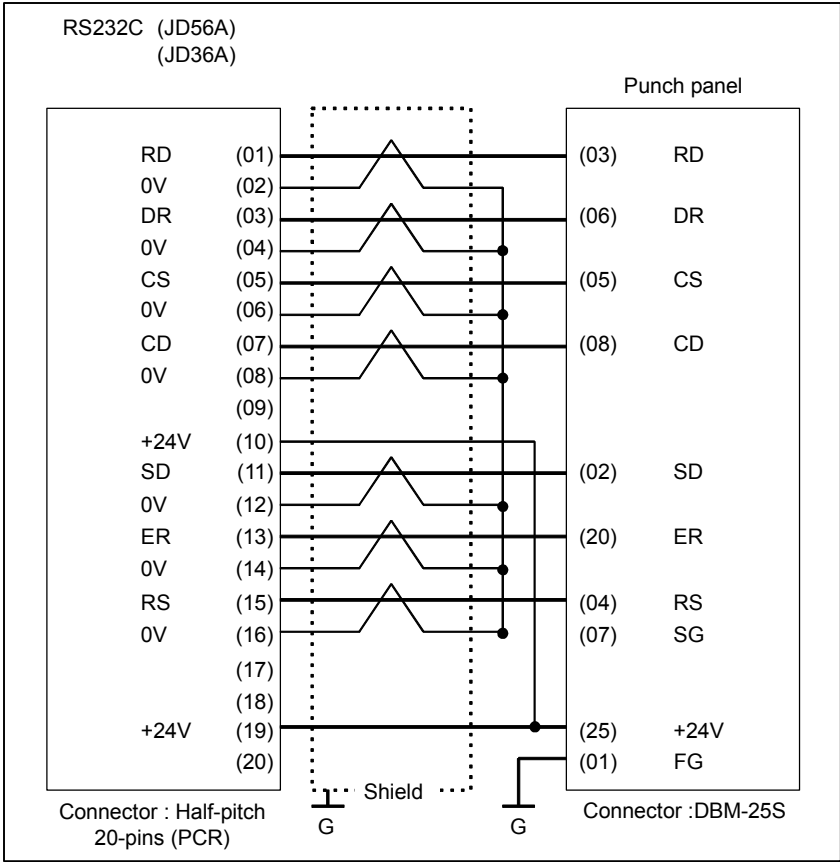 RS232C (JD56A)
(JD36A)
Punch panel
RD (01) (03) RD
0V (02)
DR (03) (06) DR
0V (04)
CS (05) (05) CS
0V (06)
CD (07) (08) CD
0V (08)
(09)
+24V (10)
SD (11) (02) SD
0V (12)
ER (13) (20) ER
0V (14)
RS (15) (04) RS
0V (16) (07) SG
(17)
(18)
+24V (19) (25) +24V
(20) (01) FG
Shield
G G
Connector : Half-pitch
20-pins (PCR)
Connector :DBM-25S